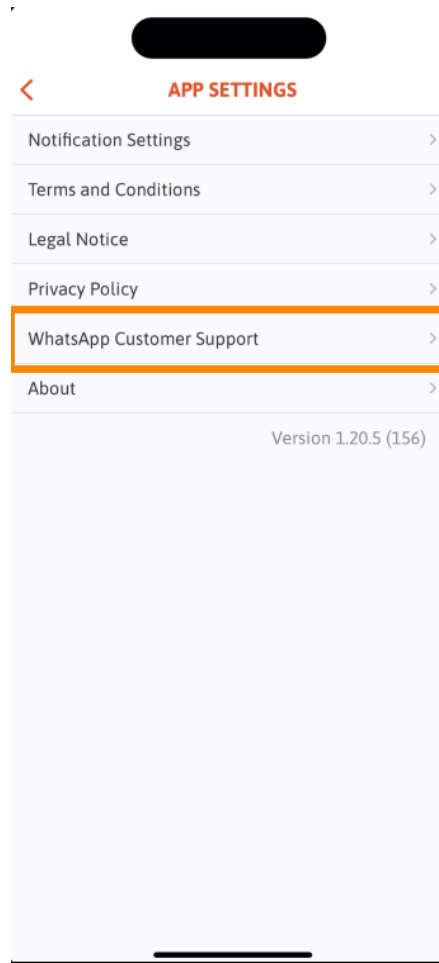 APP SETTINGS
Notification Settings
Terms and Conditions
Legal Notice
Privacy Policy
WhatsApp Customer Support
About
Version 1.20.5 (156)